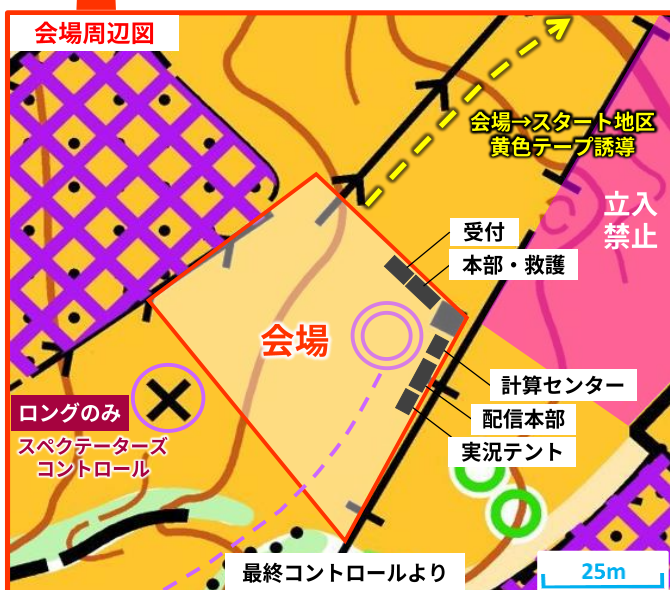 会場周辺図
会場→スタート地区
黄色テープ誘導
立入
禁止
受付
本部・救護
会場
計算センター
配信本部
実況テント
ロングのみ
スペクテーターズ
コントロール
最終コントロールより
25m